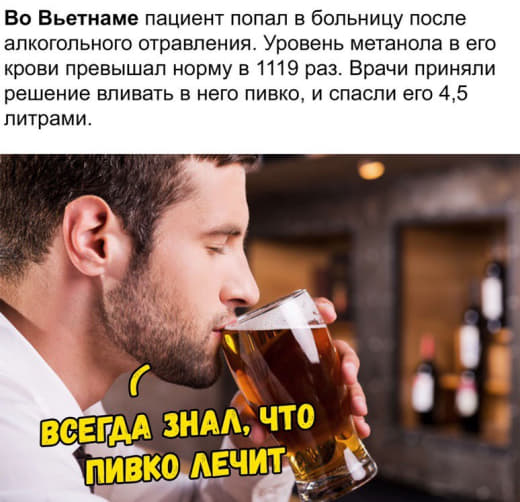 Во Вьетнаме пациент попал в больницу после
алкогольного отравления. Уровень метанола в его
крови превышал норму в 1119 раз. Врачи приняли
решение вливать в него пивко, и спасли его 4,5
литрами.
ВСЕГДА ЗНАЛ, ЧТО
ПИВКО ЛЕЧИТ